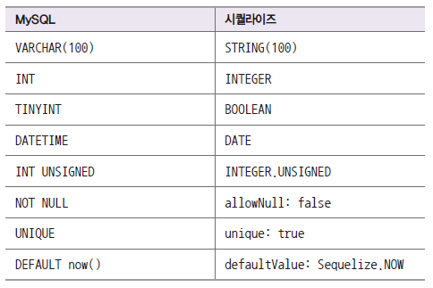 MySQL 시퀄라이즈
VARCHAR(100) STRING(100)
INT INTEGER
TINYINT BOOLEAN
DATETIME DATE
INT UNSIGNED INTEGER.UNSIGNED
NOT NULL allowNull: false
UNIQUE unique: true
DEFAULT now() defaultValue: Sequelize.NOW